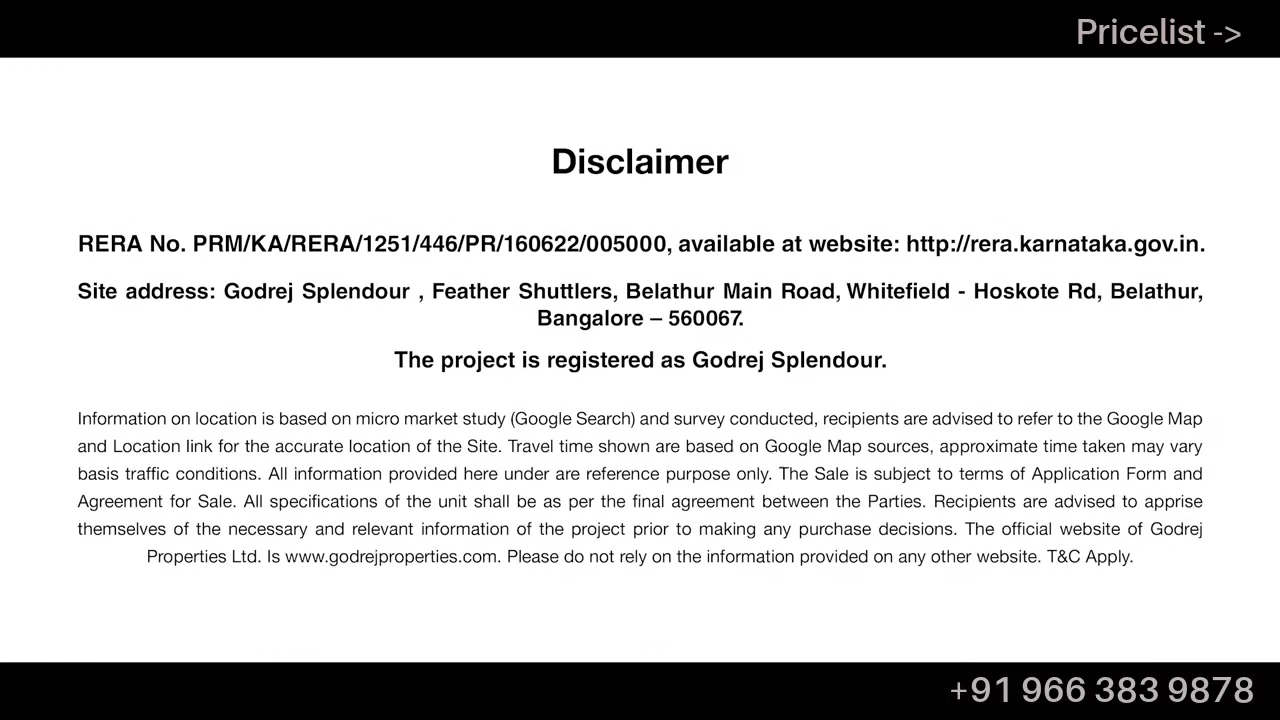 Pricelist ->
Disclaimer
RERA No. PRM/KA/RERA/1251/446/PR/160622/005000, available at website: http://rera.karnataka.gov.in.
Site address: Godrej Splendour , Feather Shuttlers, Belathur Main Road, Whitefield - Hoskote Rd, Belathur,
Bangalore – 560067.
The project is registered as Godrej Splendour.
Information on location is based on micro market study (Google Search) and survey conducted, recipients are advised to refer to the Google Map
and Location link for the accurate location of the Site. Travel time shown are based on Google Map sources, approximate time taken may vary
basis traffic conditions. All information provided here under are reference purpose only. The Sale is subject to terms of Application Form and
Agreement for Sale. All specifications of the unit shall be as per the final agreement between the Parties. Recipients are advised to apprise
themselves of the necessary and relevant information of the project prior to making any purchase decisions. The official website of Godrej
Properties Ltd. Is www.godrejproperties.com. Please do not rely on the information provided on any other website. T&C Apply.
+91 966 383 9878